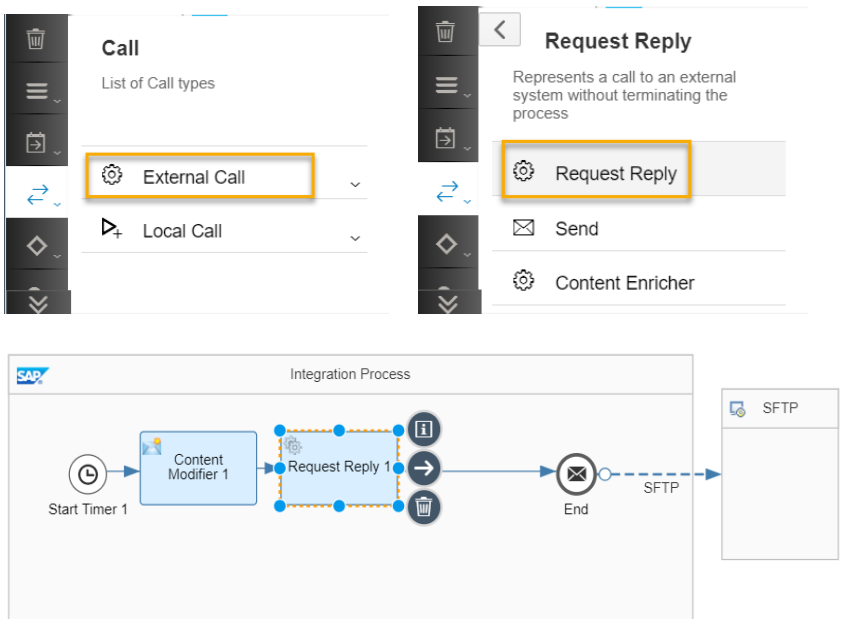 Call
List of Call types
External Call
Local Call
Request Reply
Represents a call to an external
system without terminating the
process
Request Reply
Send
Content Enricher
SAP
Integration Process
SFTP
Content
Modifier 1
Request Reply 1
Start Timer 1
End
SFTP